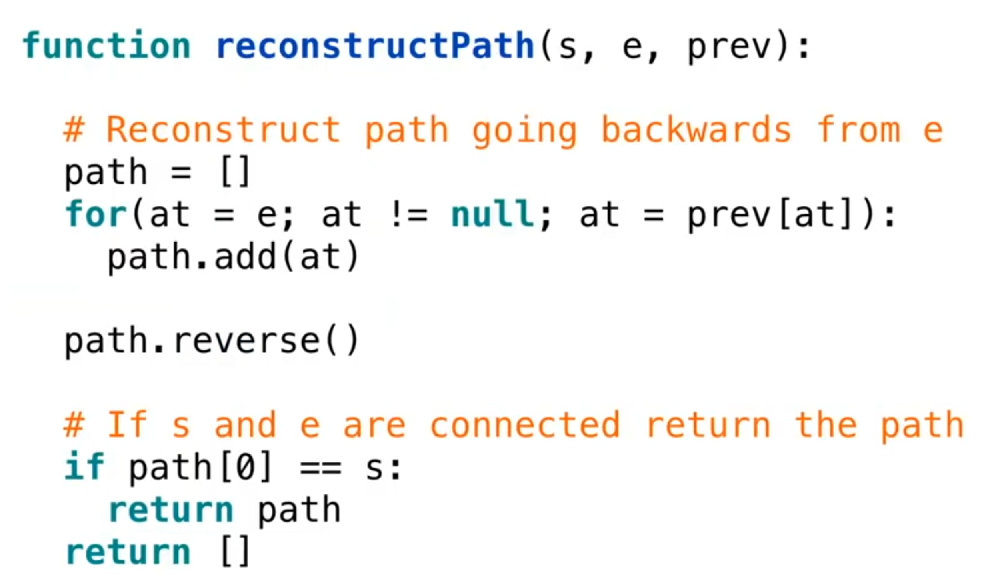 function reconstructPath(s, e, prev):
# Reconstruct path going backwards from e
path = []
for(at = e; at != null; at = prev[at]):
path.add(at)
path.reverse()
# If s and e are connected return the path
if path[0] == s:
return path
return []